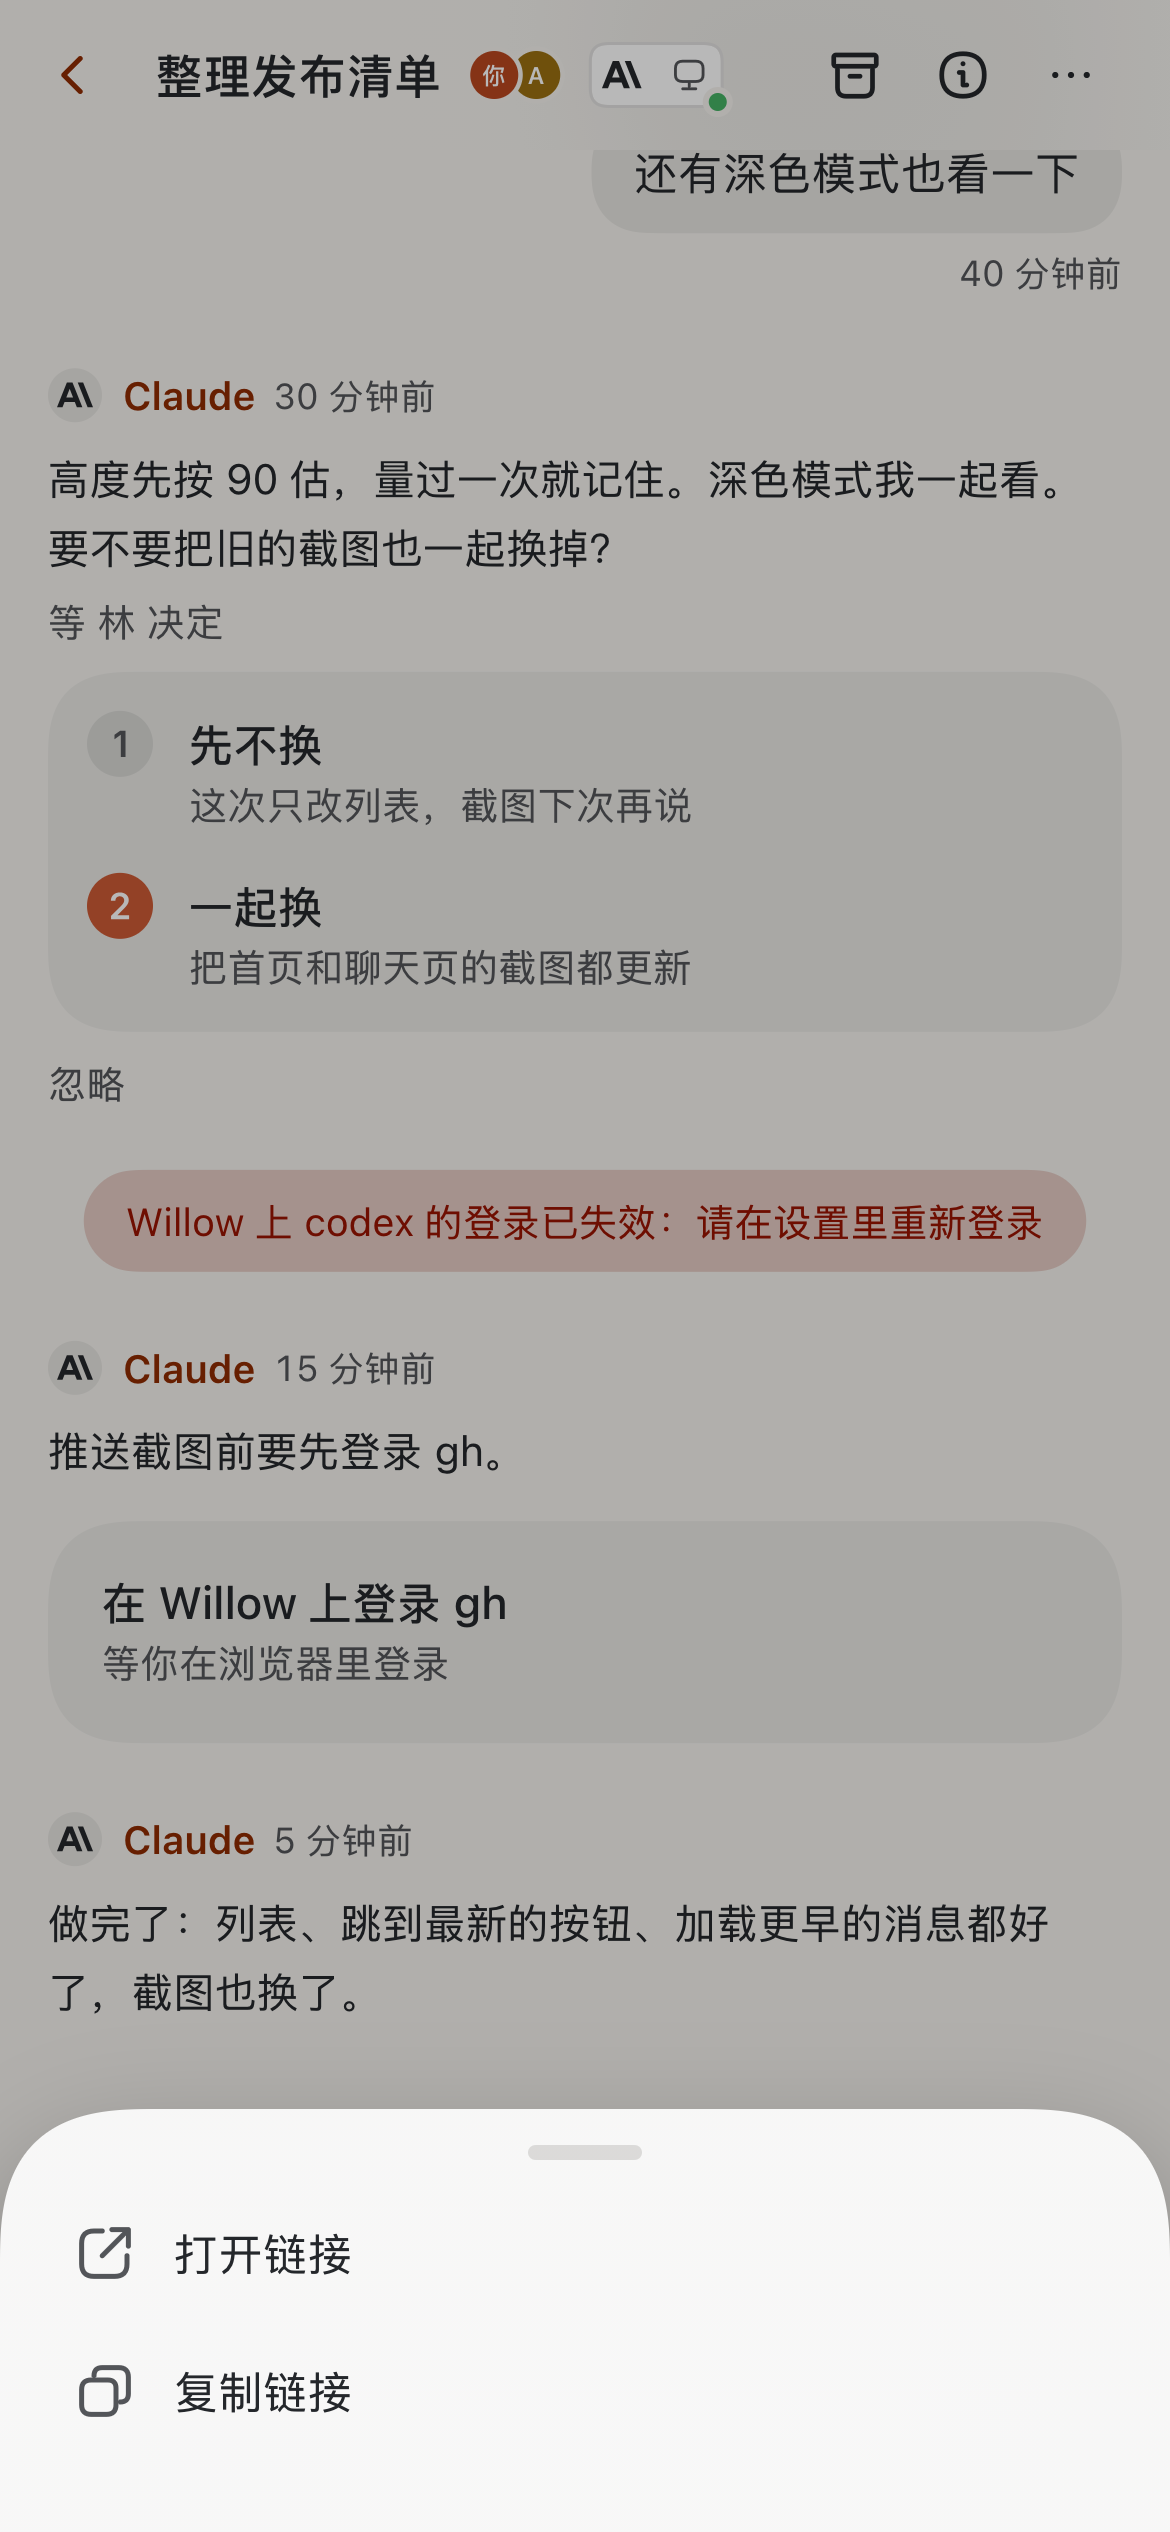 整理发布清单 你 A
还有深色模式也看一下
40 分钟前
Claude 30 分钟前
高度先按 90 估，量过一次就记住。深色模式我一起看。
要不要把旧的截图也一起换掉？
等 林 决定
1 先不换
这次只改列表，截图下次再说
2 一起换
把首页和聊天页的截图都更新
忽略
Willow 上 codex 的登录已失效：请在设置里重新登录
Claude 15 分钟前
推送截图前要先登录 gh。
在 Willow 上登录 gh
等你在浏览器里登录
Claude 5 分钟前
做完了：列表、跳到最新的按钮、加载更早的消息都好
了，截图也换了。
打开链接
复制链接